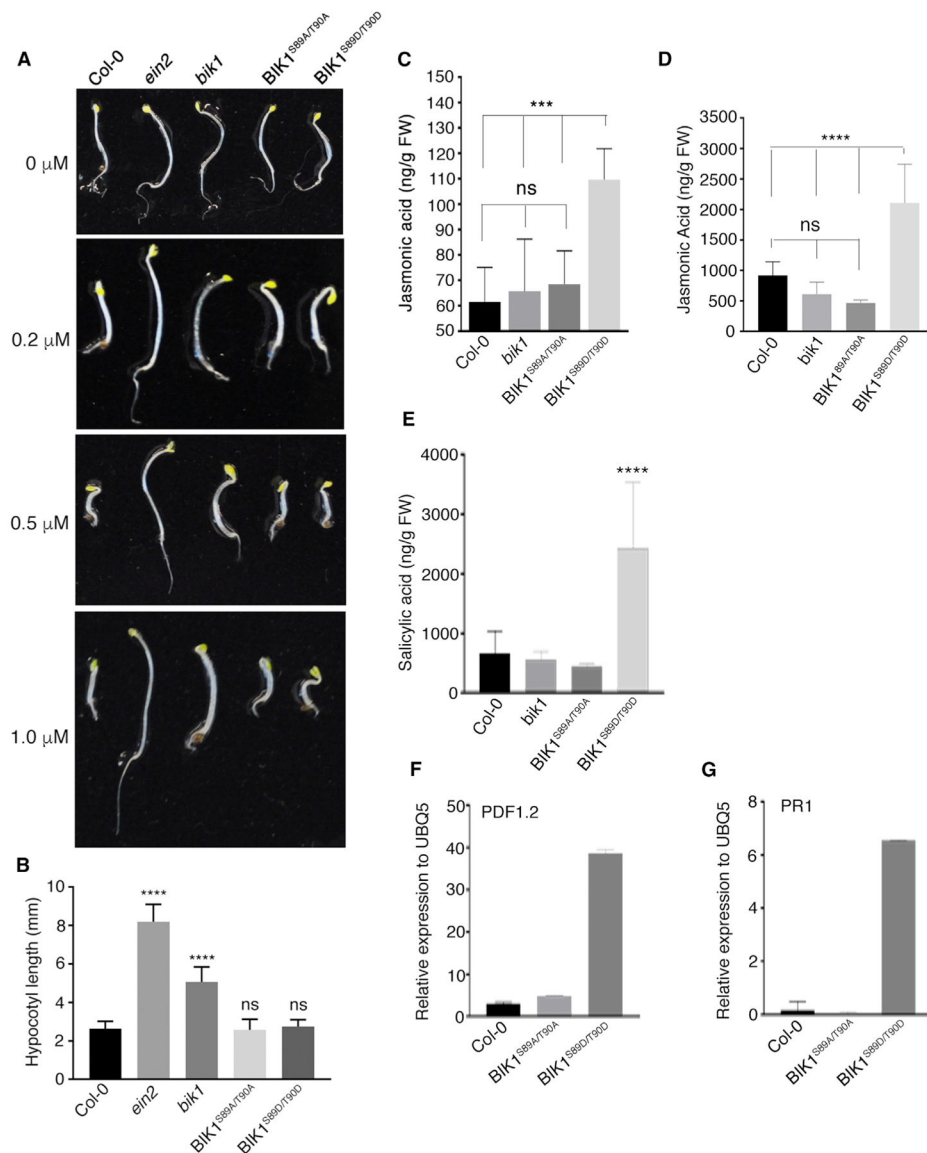 A
Col-0
ein2
bik1
BIK1S89A/T90A
BIK1S89D/T90D
0 μM
0.2 μM
0.5 μM
1.0 μM
B
Hypocotyl length (mm)
10
8
6
4
2
0
****
****
ns
ns
Col-0
ein2
bik1
BIK1S89A/T90A
BIK1S89D/T90D
C
Jasmonic acid (ng/g FW)
150
140
130
120
110
100
90
80
70
60
50
***
ns
Col-0
bik1
BIK1S89A/T90A
BIK1S89D/T90D
D
Jasmonic Acid (ng/g FW)
3500
3000
2500
2000
1500
1000
500
0
****
ns
Col-0
bik1
BIK189A/T90A
BIK1S89D/T90D
E
Salicylic acid (ng/g FW)
4000
3000
2000
1000
0
****
Col-0
bik1
BIK1S89A/T90A
BIK1S89D/T90D
F
PDF1.2
Relative expression to UBQ5
50
40
30
20
10
0
Col-0
BIK1S89A/T90A
BIK1S89D/T90D
G
PR1
Relative expression to UBQ5
8
6
4
2
0
Col-0
BIK1S89A/T90A
BIK1S89D/T90D